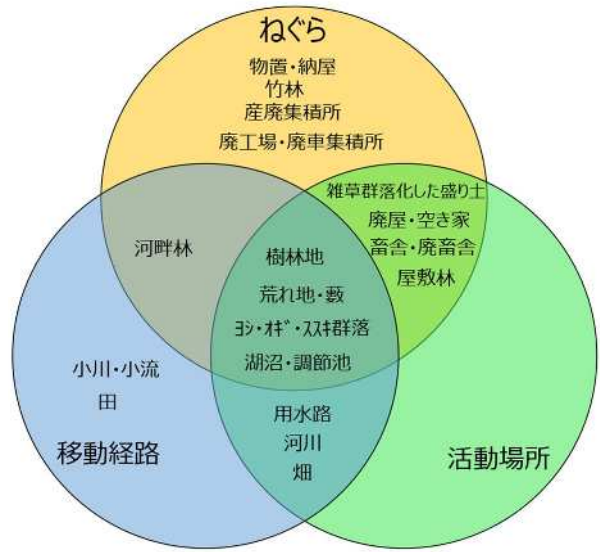 ねぐら
物置・納屋
竹林
産廃集積所
廃工場・廃車集積所
雑草群落化した盛り土
廃屋・空き家
畜舎・廃畜舎
屋敷林
河畔林
樹林地
荒れ地・藪
ﾖｼ・ｵｷﾞ・ｽｽｷ群落
湖沼・調節池
小川・小流
田
移動経路
用水路
河川
畑
活動場所